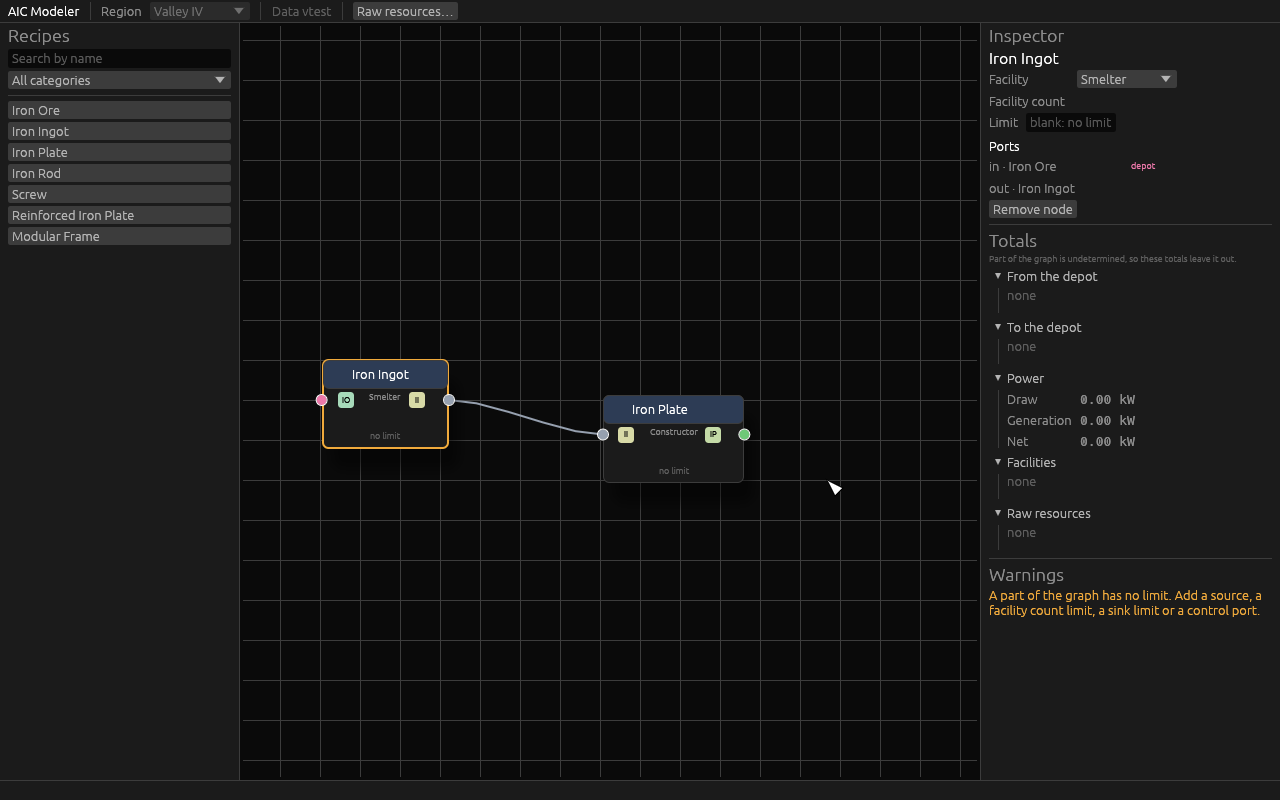 AIC Modeler Region Valley IV Data vtest Raw resources...
Recipes
Search by name
All categories
Iron Ore
Iron Ingot
Iron Plate
Iron Rod
Screw
Reinforced Iron Plate
Modular Frame
Iron Ingot
IO Smelter II
no limit
Iron Plate
II Constructor IP
no limit
Inspector
Iron Ingot
Facility Smelter
Facility count
Limit blank: no limit
Ports
in · Iron Ore depot
out · Iron Ingot
Remove node
Totals
Part of the graph is undetermined, so these totals leave it out.
From the depot
none
To the depot
none
Power
Draw 0.00 kW
Generation 0.00 kW
Net 0.00 kW
Facilities
none
Raw resources
none
Warnings
A part of the graph has no limit. Add a source, a
facility count limit, a sink limit or a control port.